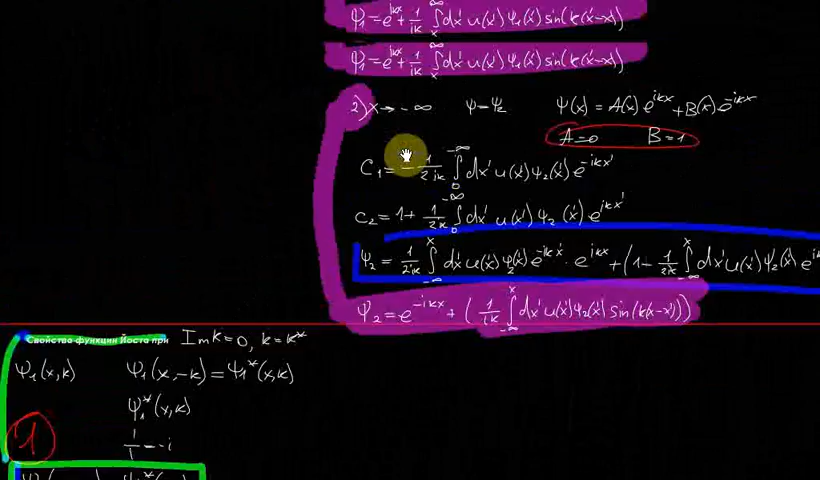 ψ₁ = e^{ikx} + 1/ik ∫_x^∞ dx' u(x') ψ₁(x') sin(k(x'-x))
ψ₁ = e^{ikx} + 1/ik ∫_x^∞ dx' u(x') ψ₁(x') sin(k(x'-x))
2) x → -∞ ψ = ψ₂ ψ(x) = A(x) e^{ikx} + B(x) e^{-ikx}
A=0 B=1
C₁ = -1/2ik ∫_0^{-∞} dx' u(x') ψ₂(x') e^{-ikx'}
C₂ = 1 + 1/2ik ∫_0^{-∞} dx' u(x') ψ₂(x') e^{ikx'}
ψ₂ = 1/2ik ∫_{-∞}^x dx' u(x') ψ₂(x') e^{-ikx'} · e^{ikx} + (1 - 1/2ik ∫_{-∞}^x dx' u(x') ψ₂(x') e^{ik
ψ₂ = e^{-ikx} + (1/ik ∫_{-∞}^x dx' u(x') ψ₂(x') sin(k(x-x')))
Свойства функции Йоста при Im k=0, k=k*
ψ₁(x,k) ψ₁(x,-k) = ψ₁*(x,k)
ψ₁*(x,k)
1